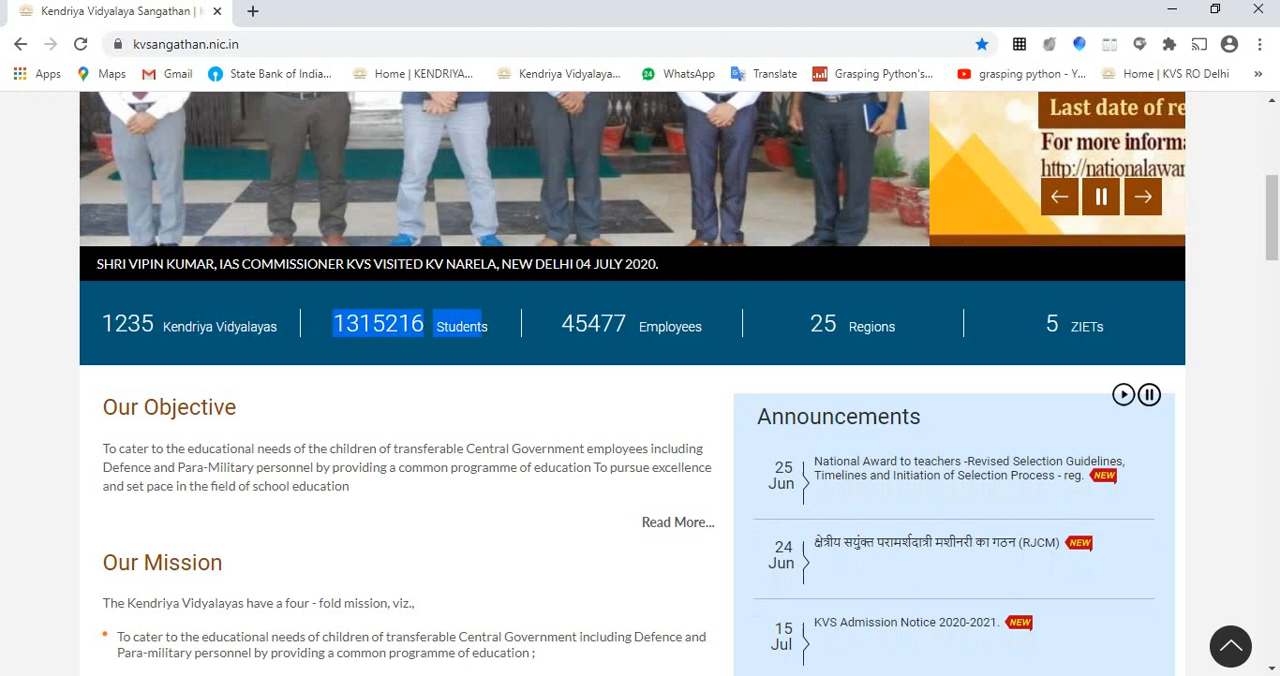 Kendriya Vidyalaya Sangathan |
kvsangathan.nic.in
Apps Maps Gmail State Bank of India... Home | KENDRIYA... Kendriya Vidyalaya... 24 WhatsApp Translate Grasping Python's... grasping python - Y... Home | KVS RO Delhi »
Last date of re
For more informa
http://nationalawar
SHRI VIPIN KUMAR, IAS COMMISSIONER KVS VISITED KV NARELA, NEW DELHI 04 JULY 2020.
1235 Kendriya Vidyalayas 1315216 Students 45477 Employees 25 Regions 5 ZIETs
Our Objective
To cater to the educational needs of the children of transferable Central Government employees including
Defence and Para-Military personnel by providing a common programme of education To pursue excellence
and set pace in the field of school education
Read More...
Our Mission
The Kendriya Vidyalayas have a four - fold mission, viz.,
To cater to the educational needs of children of transferable Central Government including Defence and
Para-military personnel by providing a common programme of education ;
Announcements
25 Jun
National Award to teachers -Revised Selection Guidelines,
Timelines and Initiation of Selection Process - reg. NEW
24 Jun
क्षेत्रीय सयुंक्त परामर्शदात्री मशीनरी का गठन (RJCM) NEW
15 Jul
KVS Admission Notice 2020-2021. NEW